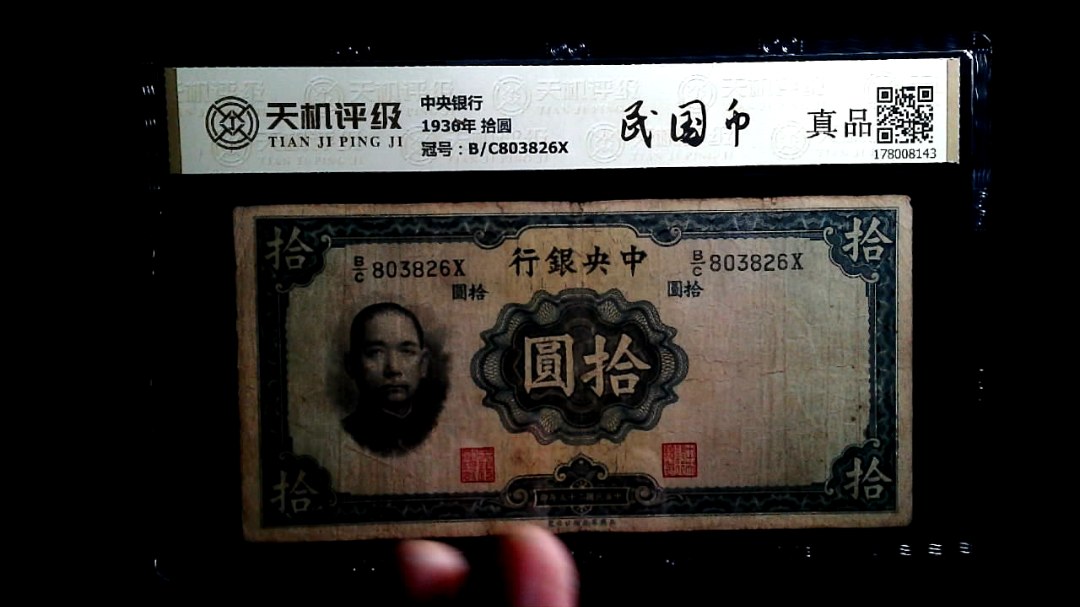 天机评级
TIAN JI PING JI
中央银行
1936年 拾圆
冠号：B/C803826X
民国币
真品
178008143
拾
拾
B/C 803826X
行銀央中
B/C 803826X
圓拾
圓拾
圓拾
拾
拾